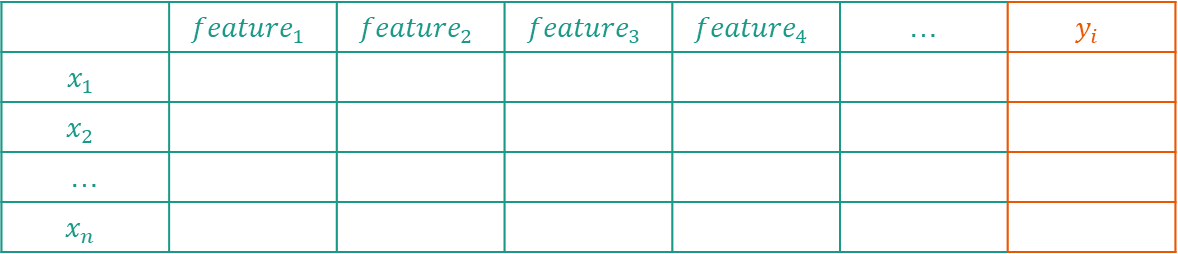 feature₁ feature₂ feature₃ feature₄ … yᵢ
x₁
x₂
…
xₙ